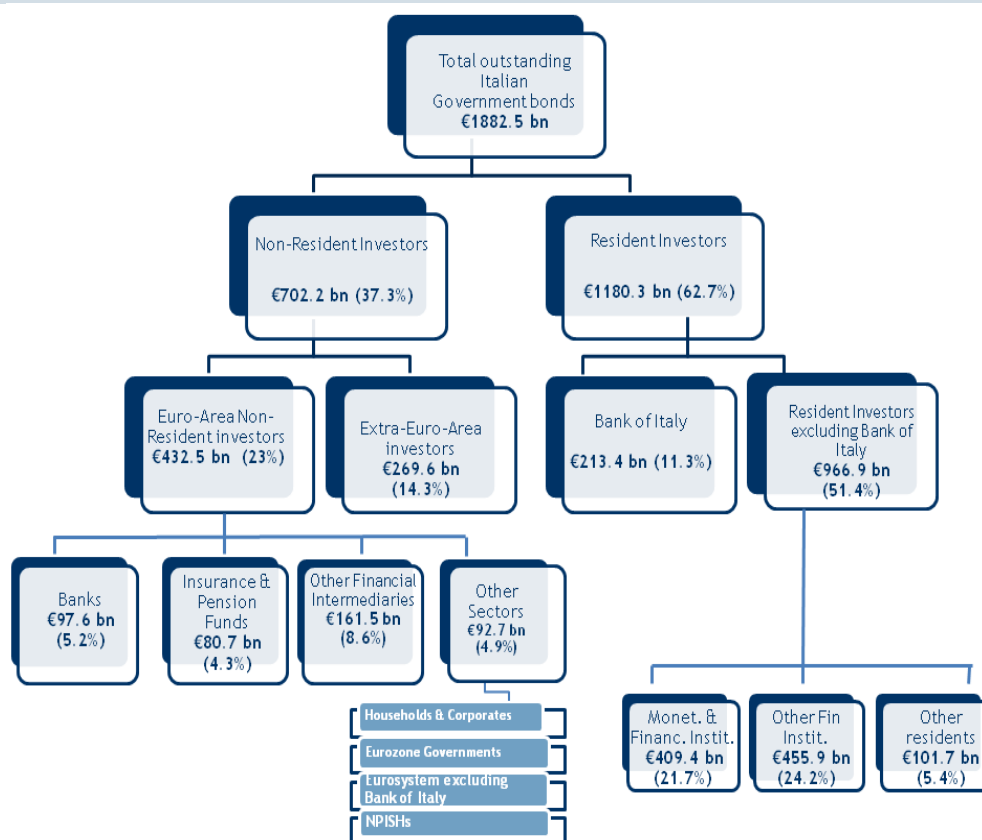 Total outstanding
Italian
Government bonds
€1882.5 bn
Non-Resident Investors
€702.2 bn (37.3%)
Resident Investors
€1180.3 bn (62.7%)
Euro-Area Non-
Resident investors
€432.5 bn (23%)
Extra-Euro-Area
investors
€269.6 bn
(14.3%)
Bank of Italy
€213.4 bn (11.3%)
Resident Investors
excluding Bank of
Italy
€966.9 bn
(51.4%)
Banks
€97.6 bn
(5.2%)
Insurance &
Pension
Funds
€80.7 bn
(4.3%)
Other Financial
Intermediaries
€161.5 bn
(8.6%)
Other
Sectors
€92.7 bn
(4.9%)
Households & Corporates
Eurozone Governments
Eurosystem excluding
Bank of Italy
NPISHs
Monet. &
Financ. Instit.
€409.4 bn
(21.7%)
Other Fin
Instit.
€455.9 bn
(24.2%)
Other
residents
€101.7 bn
(5.4%)